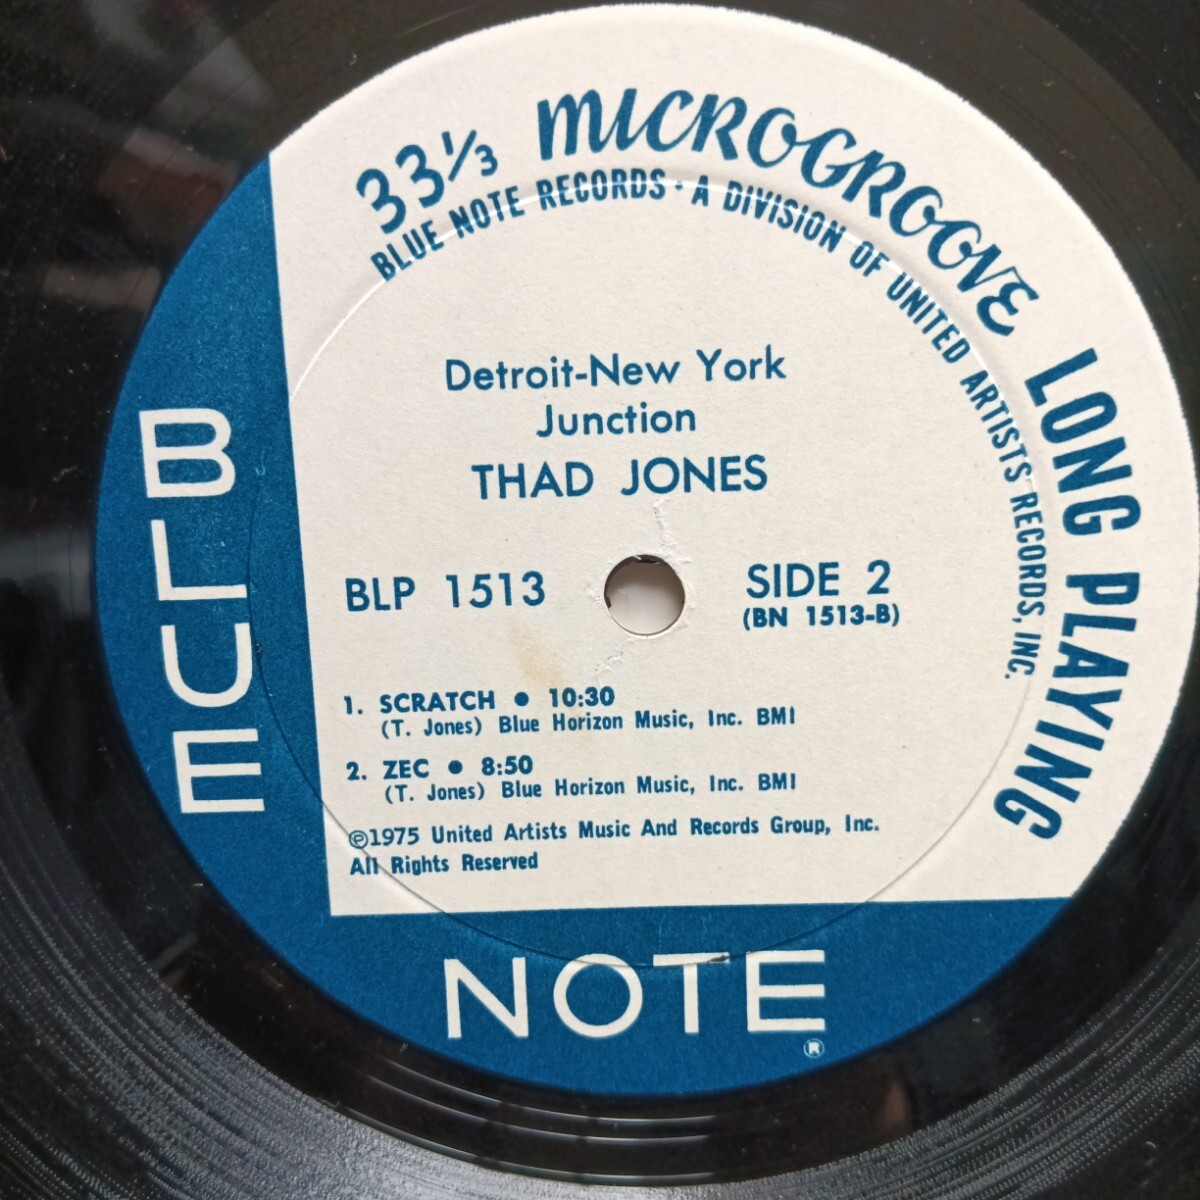 33⅓ MICROGROOVE LONG PLAYING
BLUE NOTE RECORDS · A DIVISION OF UNITED ARTISTS RECORDS, INC.
Detroit-New York
Junction
THAD JONES
BLP 1513
SIDE 2
(BN 1513-B)
1. SCRATCH • 10:30
(T. Jones) Blue Horizon Music, Inc. BMI
2. ZEC • 8:50
(T. Jones) Blue Horizon Music, Inc. BMI
℗1975 United Artists Music And Records Group, Inc.
All Rights Reserved
BLUE
NOTE
®